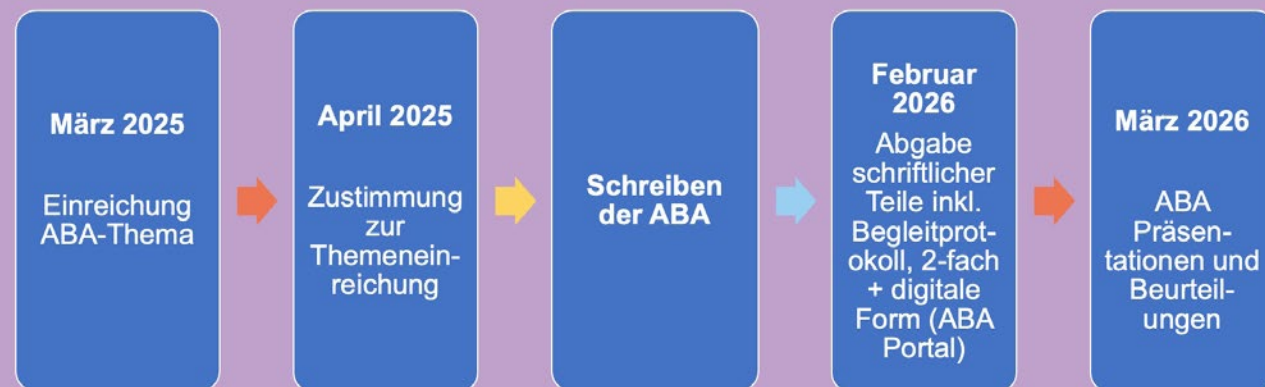 März 2025
Einreichung
ABA-Thema
April 2025
Zustimmung
zur
Themenein-
reichung
Schreiben
der ABA
Februar
2026
Abgabe
schriftlicher
Teile inkl.
Begleitprot-
okoll, 2-fach
+ digitale
Form (ABA
Portal)
März 2026
ABA
Präsen-
tationen und
Beurteil-
ungen